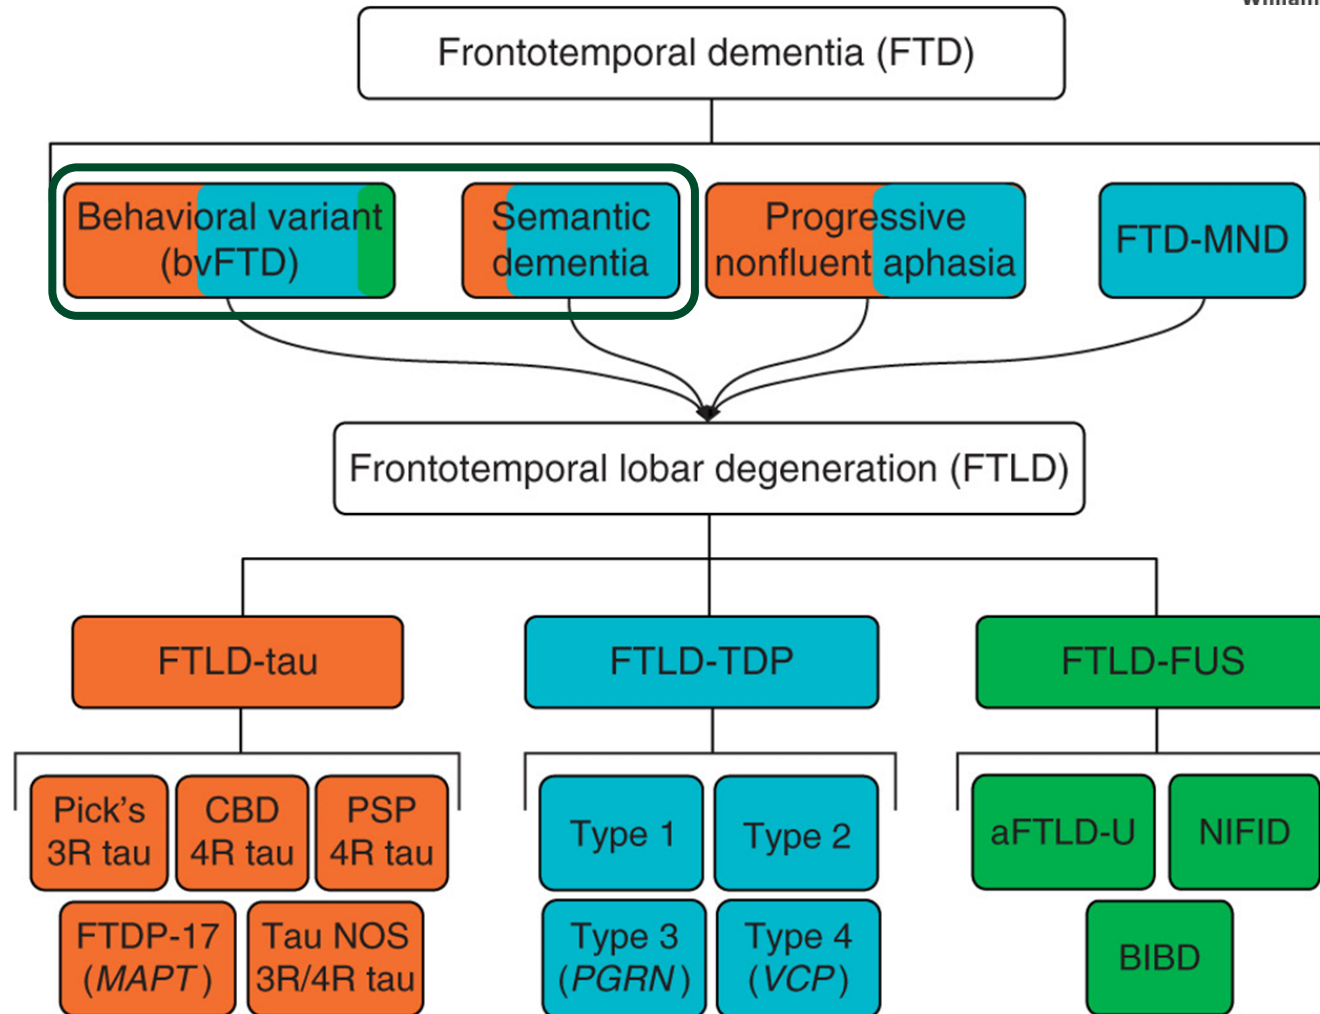 William
Frontotemporal dementia (FTD)
Behavioral variant
(bvFTD)
Semantic
dementia
Progressive
nonfluent aphasia
FTD-MND
Frontotemporal lobar degeneration (FTLD)
FTLD-tau
FTLD-TDP
FTLD-FUS
Pick's
3R tau
CBD
4R tau
PSP
4R tau
FTDP-17
(MAPT)
Tau NOS
3R/4R tau
Type 1
Type 2
Type 3
(PGRN)
Type 4
(VCP)
aFTLD-U
NIFID
BIBD